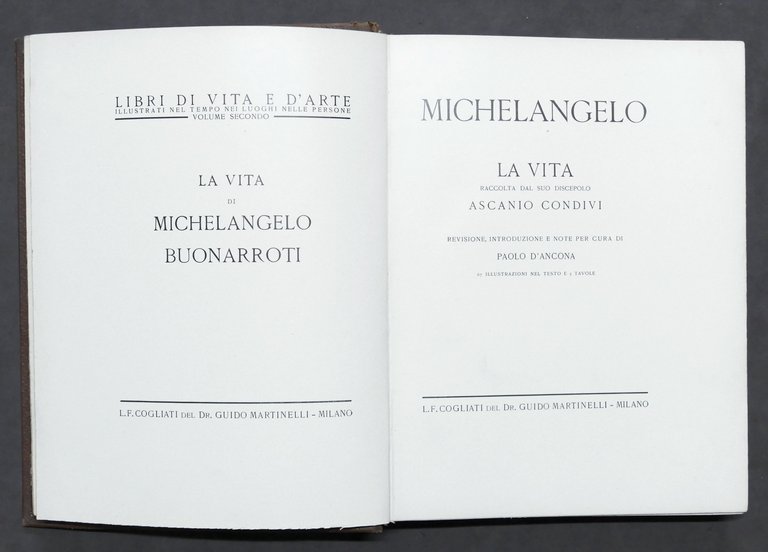 LIBRI DI VITA E D'ARTE
ILLUSTRATI NEL TEMPO NEI LUOGHI NELLE PERSONE
VOLUME SECONDO
LA VITA
DI
MICHELANGELO
BUONARROTI
L.F. COGLIATI DEL DR. GUIDO MARTINELLI – MILANO
MICHELANGELO
LA VITA
RACCOLTA DAL SUO DISCEPOLO
ASCANIO CONDIVI
REVISIONE, INTRODUZIONE E NOTE PER CURA DI
PAOLO D'ANCONA
ILLUSTRAZIONI NEL TESTO E TAVOLE
L.F. COGLIATI DEL DR. GUIDO MARTINELLI – MILANO